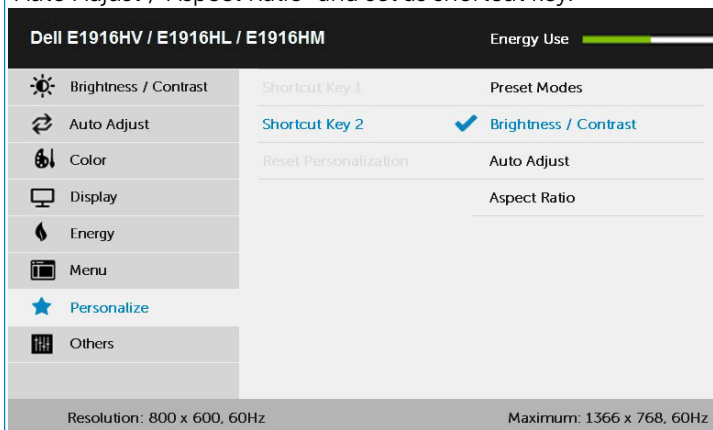 "Auto Adjust"/ "Aspect Ratio" and set as shortcut key.
Dell E1916HV / E1916HL / E1916HM Energy Use
Brightness / Contrast Shortcut Key 1 Preset Modes
Auto Adjust Shortcut Key 2 Brightness / Contrast
Color Reset Personalization Auto Adjust
Display Aspect Ratio
Energy
Menu
Personalize
Others
Resolution: 800 x 600, 60Hz Maximum: 1366 x 768, 60Hz